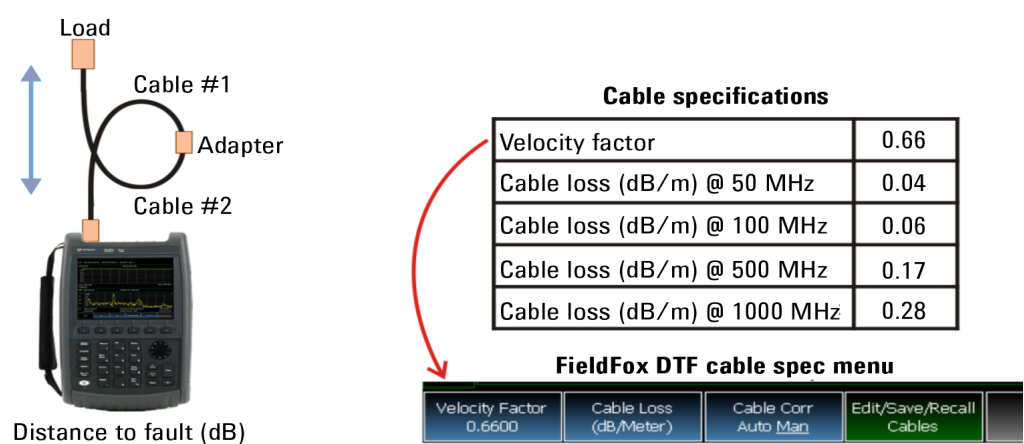 Load
Cable #1
Adapter
Cable #2
Distance to fault (dB)
Cable specifications
Velocity factor 0.66
Cable loss (dB/m) @ 50 MHz 0.04
Cable loss (dB/m) @ 100 MHz 0.06
Cable loss (dB/m) @ 500 MHz 0.17
Cable loss (dB/m) @ 1000 MHz 0.28
FieldFox DTF cable spec menu
Velocity Factor Cable Loss Cable Corr Edit/Save/Recall
0.6600 (dB/Meter) Auto Man Cables